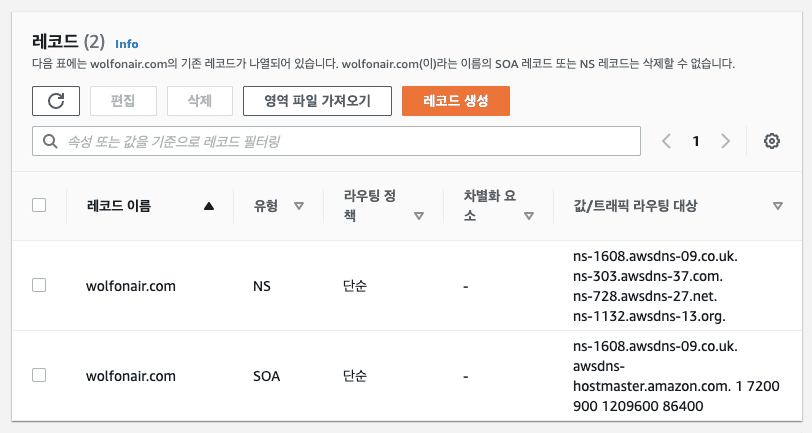 레코드 (2) Info
다음 표에는 wolfonair.com의 기존 레코드가 나열되어 있습니다. wolfonair.com(이)라는 이름의 SOA 레코드 또는 NS 레코드는 삭제할 수 없습니다.
편집 삭제 영역 파일 가져오기 레코드 생성
속성 또는 값을 기준으로 레코드 필터링 1
레코드 이름 유형 라우팅 정책 차별화 요소 값/트래픽 라우팅 대상
wolfonair.com NS 단순 - ns-1608.awsdns-09.co.uk.
ns-303.awsdns-37.com.
ns-728.awsdns-27.net.
ns-1132.awsdns-13.org.
wolfonair.com SOA 단순 - ns-1608.awsdns-09.co.uk.
awsdns-
hostmaster.amazon.com. 1 7200
900 1209600 86400